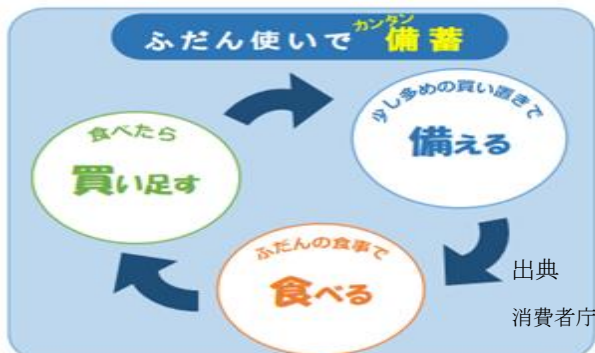 ふだん使いで カンタン備蓄
少し多めの買い置きで
備える
ふだんの食事で
食べる
食べたら
買い足す
出典
消費者庁